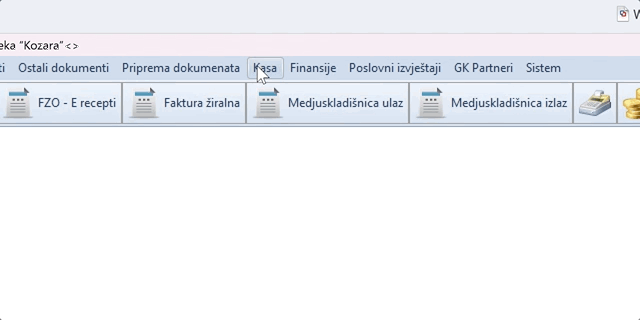 eka "Kozara" <>
ti Ostali dokumenti Priprema dokumenata Kasa Finansije Poslovni izvještaji GK Partneri Sistem
FZO - E recepti Faktura žiralna Medjuskladišnica ulaz Medjuskladišnica izlaz